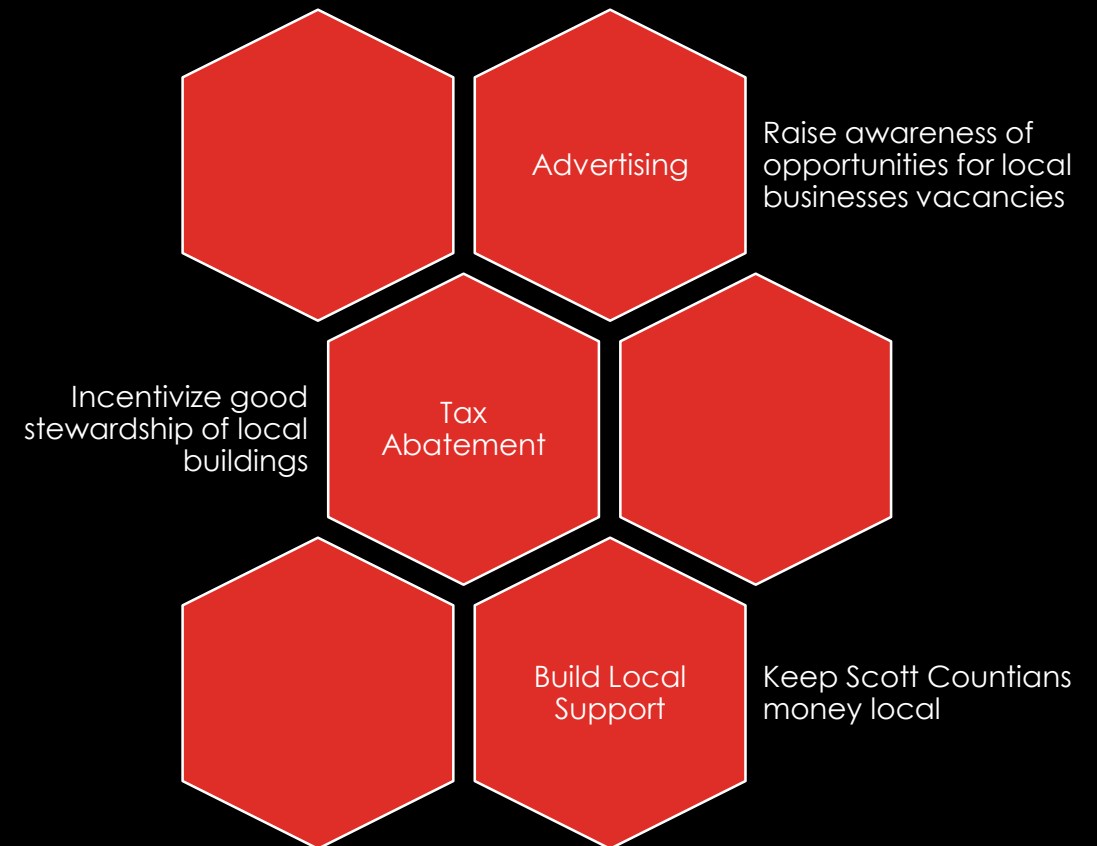 Advertising
Raise awareness of
opportunities for local
businesses vacancies
Incentivize good
stewardship of local
buildings
Tax
Abatement
Build Local
Support
Keep Scott Countians
money local